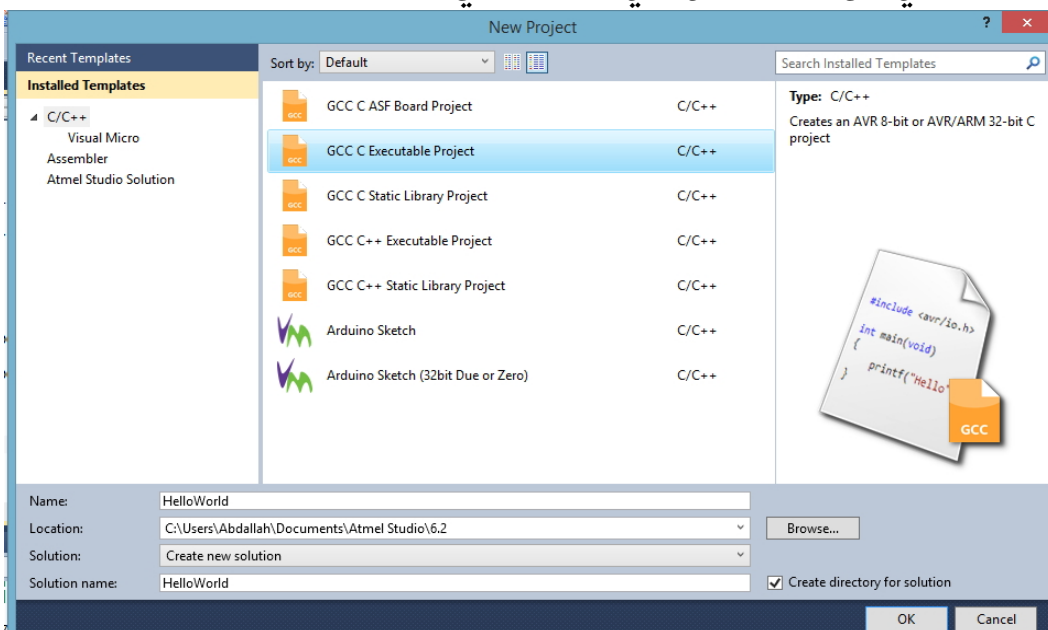 New Project
? ×
Recent Templates
Installed Templates
C/C++
Visual Micro
Assembler
Atmel Studio Solution
Sort by: Default
Search Installed Templates
GCC C ASF Board Project C/C++
GCC C Executable Project C/C++
GCC C Static Library Project C/C++
GCC C++ Executable Project C/C++
GCC C++ Static Library Project C/C++
Arduino Sketch C/C++
Arduino Sketch (32bit Due or Zero) C/C++
Type: C/C++
Creates an AVR 8-bit or AVR/ARM 32-bit C
project
#include <avr/io.h>
int main(void)
{
printf("Hello"
}
GCC
Name: HelloWorld
Location: C:\Users\Abdallah\Documents\Atmel Studio\6.2 Browse...
Solution: Create new solution
Solution name: HelloWorld Create directory for solution
OK Cancel